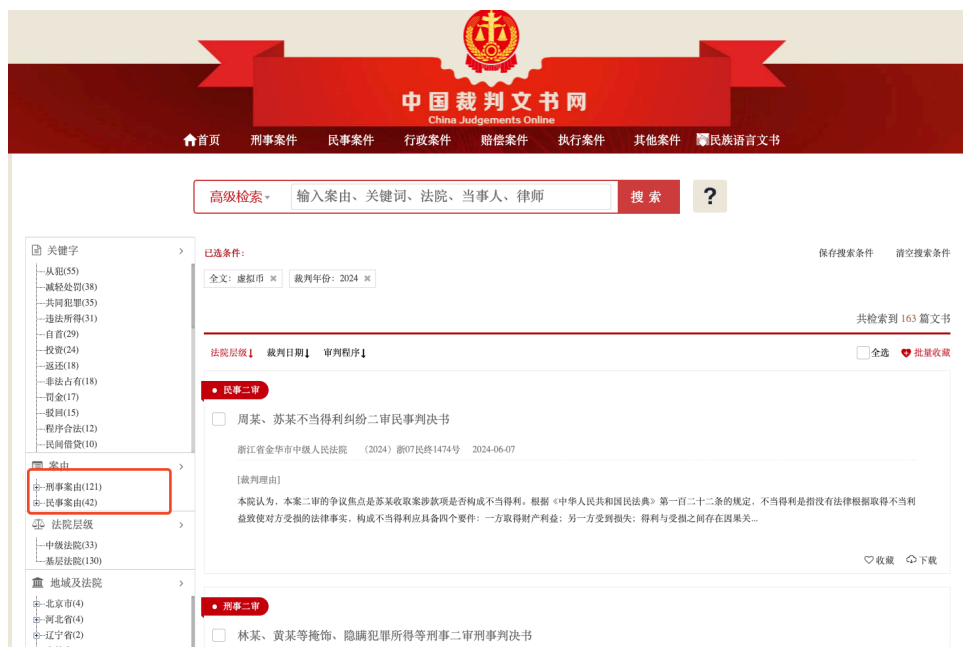 中国裁判文书网
China Judgements Online
首页 刑事案件 民事案件 行政案件 赔偿案件 执行案件 其他案件 民族语言文书
高级检索 输入案由、关键词、法院、当事人、律师 搜索 ?
关键字
从犯(55)
减轻处罚(38)
共同犯罪(35)
违法所得(31)
自首(29)
投资(24)
返还(18)
非法占有(18)
罚金(17)
驳回(15)
程序合法(12)
民间借贷(10)
案由
刑事案由(121)
民事案由(42)
法院层级
中级法院(33)
基层法院(130)
地域及法院
北京市(4)
河北省(4)
辽宁省(2)
已选条件: 保存搜索条件 清空搜索条件
全文: 虚拟币 × 裁判年份: 2024 ×
共检索到 163 篇文书
法院层级 裁判日期 审判程序 全选 批量收藏
民事二审
周某、苏某不当得利纠纷二审民事判决书
浙江省金华市中级人民法院 (2024) 浙07民终1474号 2024-06-07
[裁判理由]
本院认为，本案二审的争议焦点是苏某收取案涉款项是否构成不当得利。根据《中华人民共和国民法典》第一百二十二条的规定，不当得利是指没有法律根据取得不当利
益致使对方受损的法律事实，构成不当得利应具备四个要件：一方取得财产利益；另一方受到损失；得利与受损之间存在因果关...
收藏 下载
刑事二审
林某、黄某等掩饰、隐瞒犯罪所得等刑事二审刑事判决书